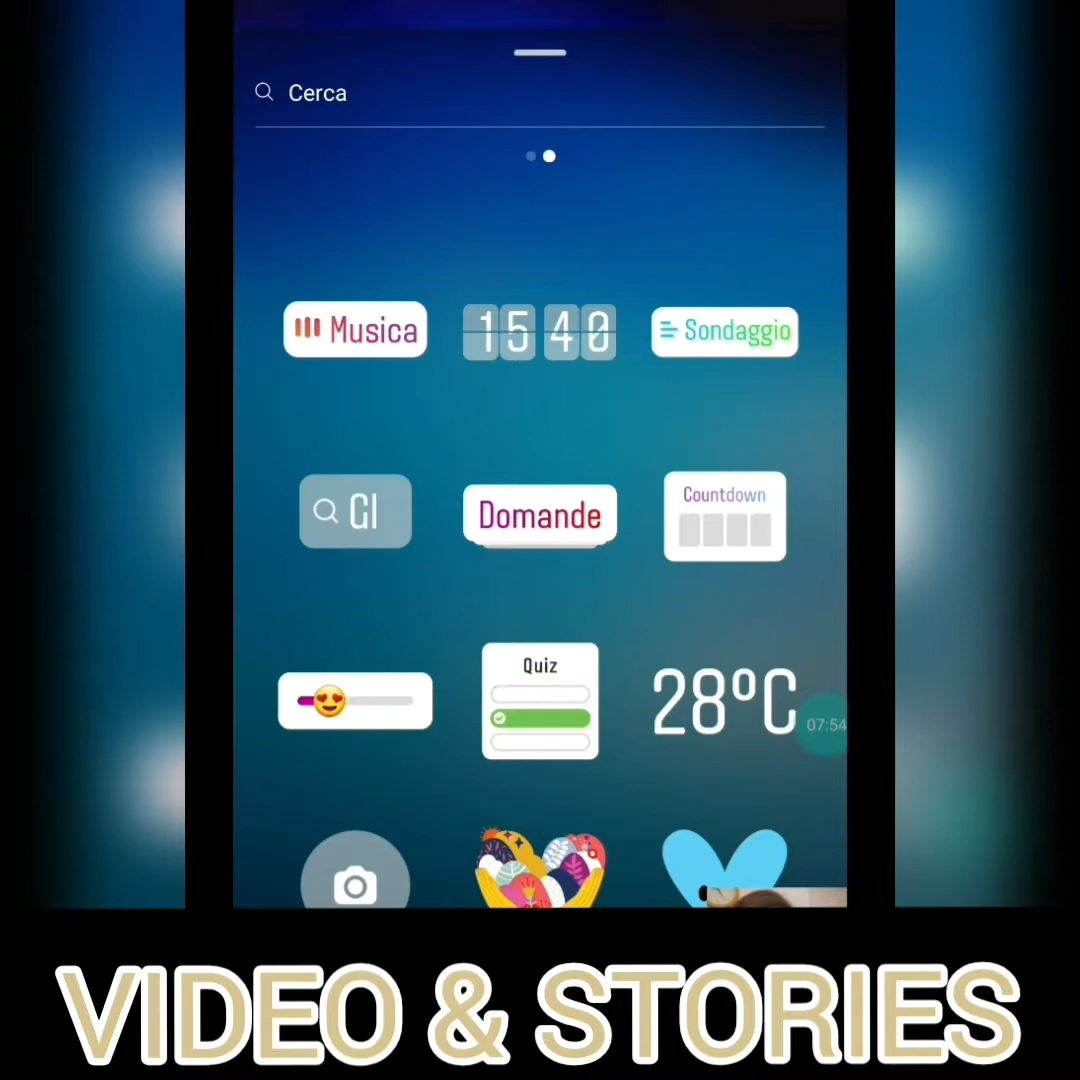 Cerca
Musica
15 40
Sondaggio
GI
Domande
Countdown
Quiz
28°C
07:54
VIDEO & STORIES